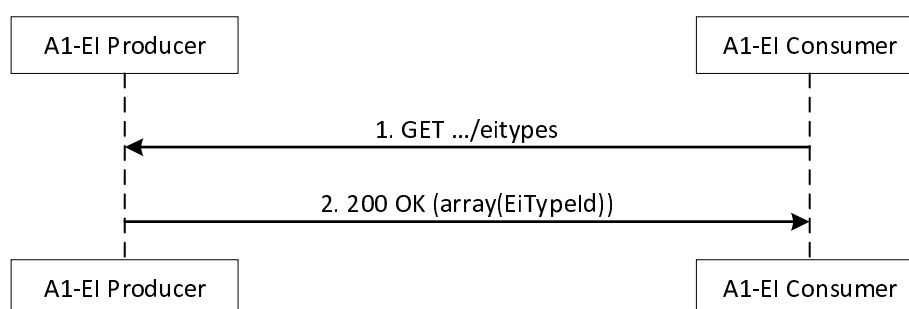 A1-EI Producer
A1-EI Consumer
1. GET .../eitypes
2. 200 OK (array(EiTypeId))
A1-EI Producer
A1-EI Consumer